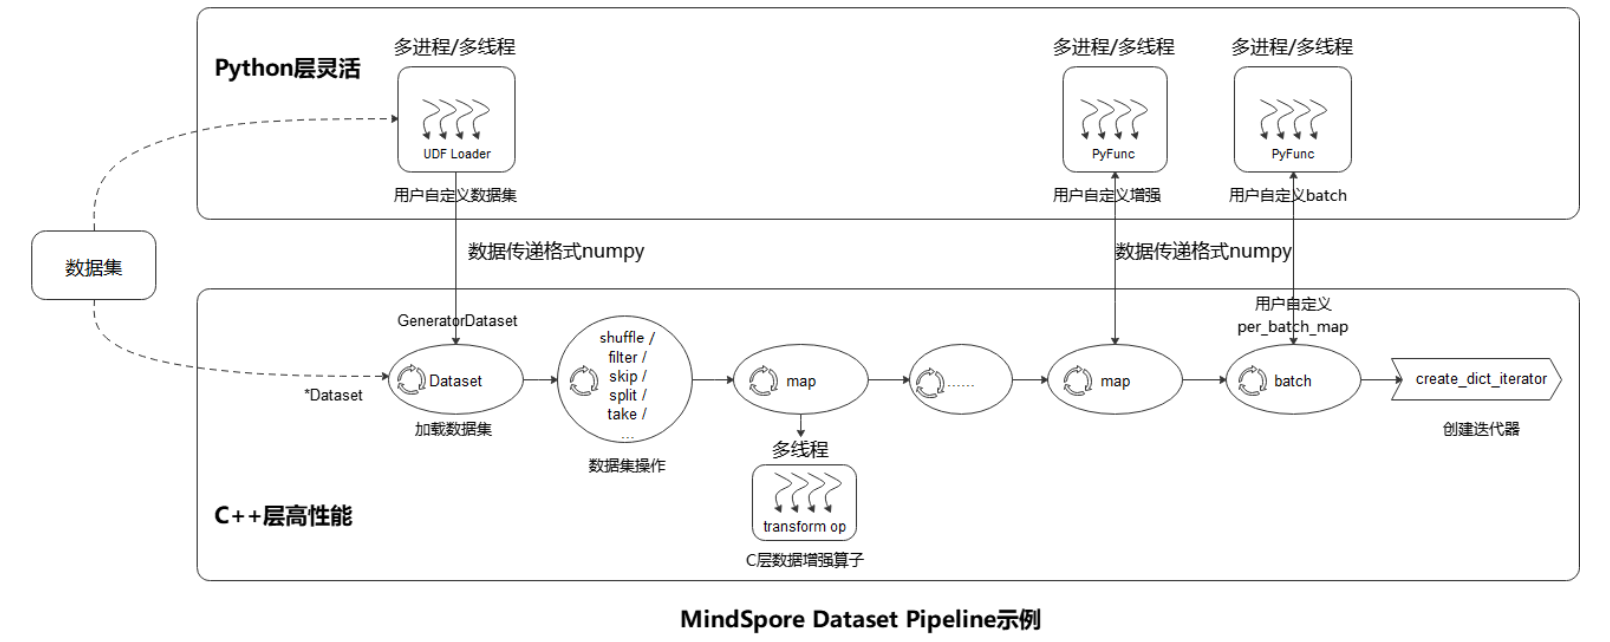 多进程/多线程
多进程/多线程
多进程/多线程
Python层灵活
UDF Loader
PyFunc
PyFunc
用户自定义数据集
用户自定义增强
用户自定义batch
数据集
数据传递格式numpy
数据传递格式numpy
GeneratorDataset
用户自定义
per_batch_map
*Dataset
Dataset
加载数据集
shuffle /
filter /
skip /
split /
take /
...
数据集操作
map
......
map
batch
create_dict_iterator
创建迭代器
多线程
transform op
C层数据增强算子
C++层高性能
MindSpore Dataset Pipeline示例